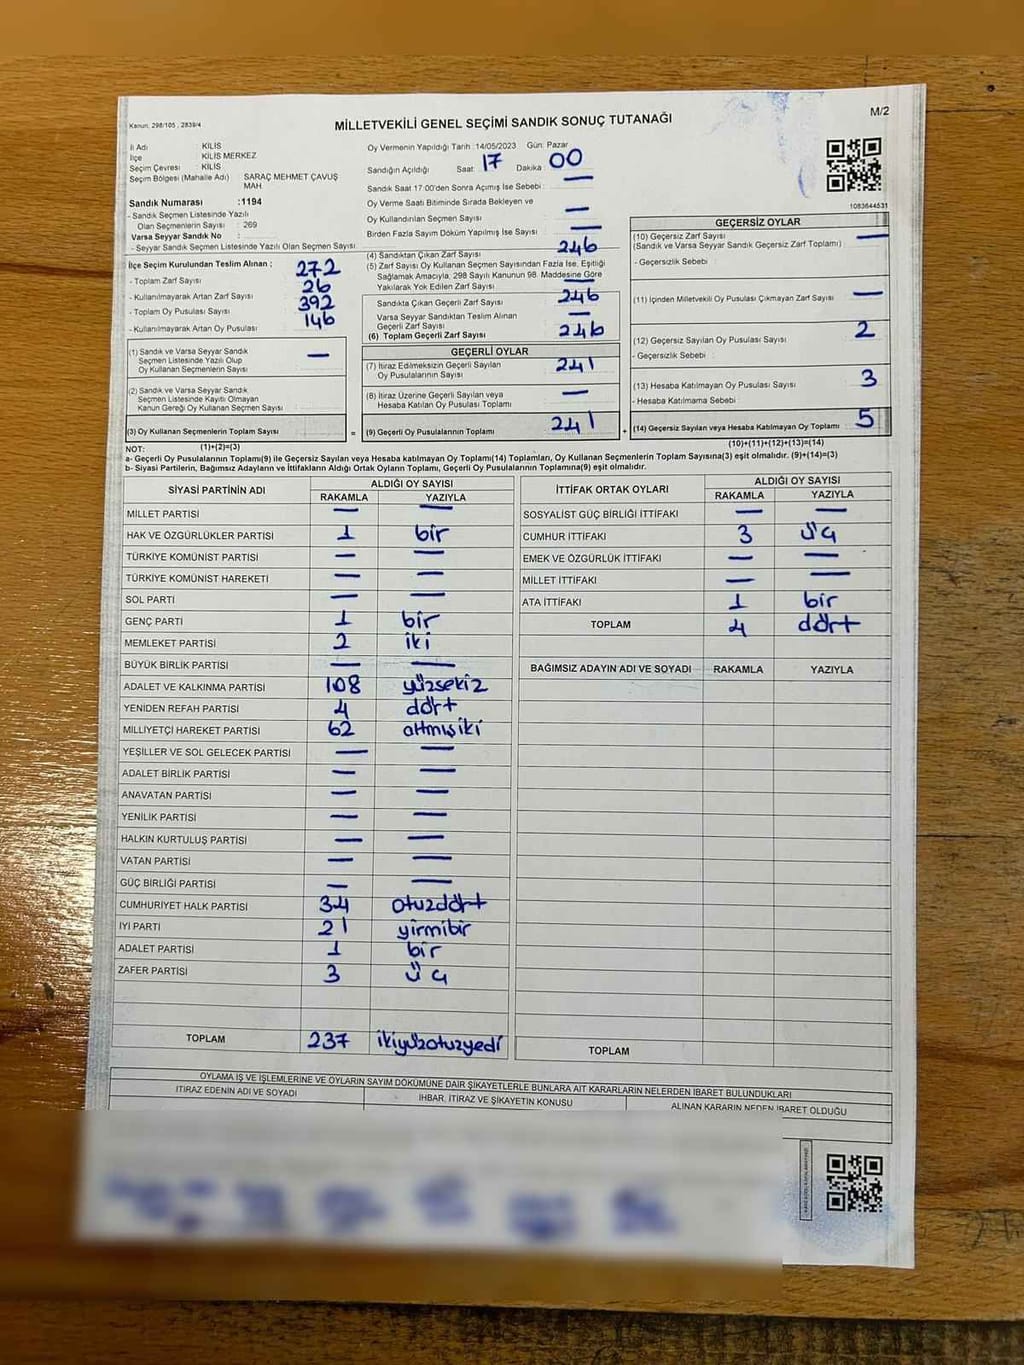 Kanun: 298/105 , 2839/4
MİLLETVEKİLİ GENEL SEÇİMİ SANDIK SONUÇ TUTANAĞI
M/2
İl Adı : KİLİS
İlçe : KİLİS MERKEZ
Seçim Çevresi : KİLİS
Seçim Bölgesi (Mahalle Adı) : SARAÇ MEHMET ÇAVUŞ MAH.
Sandık Numarası :1194
- Sandık Seçmen Listesinde Yazılı
Olan Seçmenlerin Sayısı : 269
Varsa Seyyar Sandık No :
- Seyyar Sandık Seçmen Listesinde Yazılı Olan Seçmen Sayısı
Oy Vermenin Yapıldığı Tarih :14/05/2023 Gün: Pazar
Sandığın Açıldığı Saat: 17 Dakika: 00
Sandık Saat 17:00'den Sonra Açımış İse Sebebi : —
Oy Verme Saati Bitiminde Sırada Bekleyen ve
Oy Kullandırılan Seçmen Sayısı —
Birden Fazla Sayım Döküm Yapılmış İse Sayısı —
1083644531
İlçe Seçim Kurulundan Teslim Alınan :
- Toplam Zarf Sayısı 272
- Kullanılmayarak Artan Zarf Sayısı 26
- Toplam Oy Pusulası Sayısı 392
- Kullanılmayarak Artan Oy Pusulası 146
(1) Sandık ve Varsa Seyyar Sandık
Seçmen Listesinde Yazılı Olup
Oy Kullanan Seçmenlerin Sayısı —
(2) Sandık ve Varsa Seyyar Sandık
Seçmen Listesinde Kayıtlı Olmayan
Kanun Gereği Oy Kullanan Seçmen Sayısı
(3) Oy Kullanan Seçmenlerin Toplam Sayısı
(1)+(2)=(3)
(4) Sandıktan Çıkan Zarf Sayısı 246
(5) Zarf Sayısı Oy Kullanan Seçmen Sayısından Fazla İse, Eşitliği
Sağlamak Amacıyla, 298 Sayılı Kanunun 98. Maddesine Göre
Yakılarak Yok Edilen Zarf Sayısı —
Sandıkta Çıkan Geçerli Zarf Sayısı 246
Varsa Seyyar Sandıktan Teslim Alınan
Geçerli Zarf Sayısı —
(6) Toplam Geçerli Zarf Sayısı 246
GEÇERLİ OYLAR
(7) İtiraz Edilmeksizin Geçerli Sayılan
Oy Pusulalarının Sayısı 241
(8) İtiraz Üzerine Geçerli Sayılan veya
Hesaba Katılan Oy Pusulası Toplamı —
= (9) Geçerli Oy Pusulalarının Toplamı 241
GEÇERSİZ OYLAR
(10) Geçersiz Zarf Sayısı —
(Sandık ve Varsa Seyyar Sandık Geçersiz Zarf Toplamı)
- Geçersizlik Sebebi :
(11) İçinden Milletvekili Oy Pusulası Çıkmayan Zarf Sayısı —
(12) Geçersiz Sayılan Oy Pusulası Sayısı 2
- Geçersizlik Sebebi :
(13) Hesaba Katılmayan Oy Pusulası Sayısı 3
- Hesaba Katılmama Sebebi :
+ (14) Geçersiz Sayılan veya Hesaba Katılmayan Oy Toplamı 5
(10)+(11)+(12)+(13)=(14)
NOT:
a- Geçerli Oy Pusulalarının Toplamı(9) ile Geçersiz Sayılan veya Hesaba Katılmayan Oy Toplamı(14) Toplamları, Oy Kullanan Seçmenlerin Toplam Sayısına(3) eşit olmalıdır. (9)+(14)=(3)
b- Siyasi Partilerin, Bağımsız Adayların ve İttifakların Aldığı Ortak Oyların Toplamı, Geçerli Oy Pusulalarının Toplamına(9) eşit olmalıdır.
SİYASİ PARTİNİN ADI ALDIĞI OY SAYISI
RAKAMLA YAZIYLA
MİLLET PARTİSİ — —
HAK VE ÖZGÜRLÜKLER PARTİSİ 1 bir
TÜRKİYE KOMÜNİST PARTİSİ — —
TÜRKİYE KOMÜNİST HAREKETİ — —
SOL PARTİ — —
GENÇ PARTİ 1 bir
MEMLEKET PARTİSİ 2 iki
BÜYÜK BİRLİK PARTİSİ — —
ADALET VE KALKINMA PARTİSİ 108 yüzsekiz
YENİDEN REFAH PARTİSİ 4 dört
MİLLİYETÇİ HAREKET PARTİSİ 62 altmışiki
YEŞİLLER VE SOL GELECEK PARTİSİ — —
ADALET BİRLİK PARTİSİ — —
ANAVATAN PARTİSİ — —
YENİLİK PARTİSİ — —
HALKIN KURTULUŞ PARTİSİ — —
VATAN PARTİSİ — —
GÜÇ BİRLİĞİ PARTİSİ — —
CUMHURİYET HALK PARTİSİ 34 otuzdört
İYİ PARTİ 21 yirmibir
ADALET PARTİSİ 1 bir
ZAFER PARTİSİ 3 üç
TOPLAM 237 ikiyüzotuzyedi
İTTİFAK ORTAK OYLARI ALDIĞI OY SAYISI
RAKAMLA YAZIYLA
SOSYALİST GÜÇ BİRLİĞİ İTTİFAKI — —
CUMHUR İTTİFAKI 3 üç
EMEK VE ÖZGÜRLÜK İTTİFAKI — —
MİLLET İTTİFAKI — —
ATA İTTİFAKI 1 bir
TOPLAM 4 dört
BAĞIMSIZ ADAYIN ADI VE SOYADI RAKAMLA YAZIYLA
TOPLAM
OYLAMA İŞ VE İŞLEMLERİNE VE OYLARIN SAYIM DÖKÜMÜNE DAİR ŞİKAYETLERLE BUNLARA AİT KARARLARIN NELERDEN İBARET BULUNDUKLARI
İTİRAZ EDENİN ADI VE SOYADI İHBAR, İTİRAZ VE ŞİKAYETİN KONUSU ALINAN KARARIN NEDEN İBARET OLDUĞU